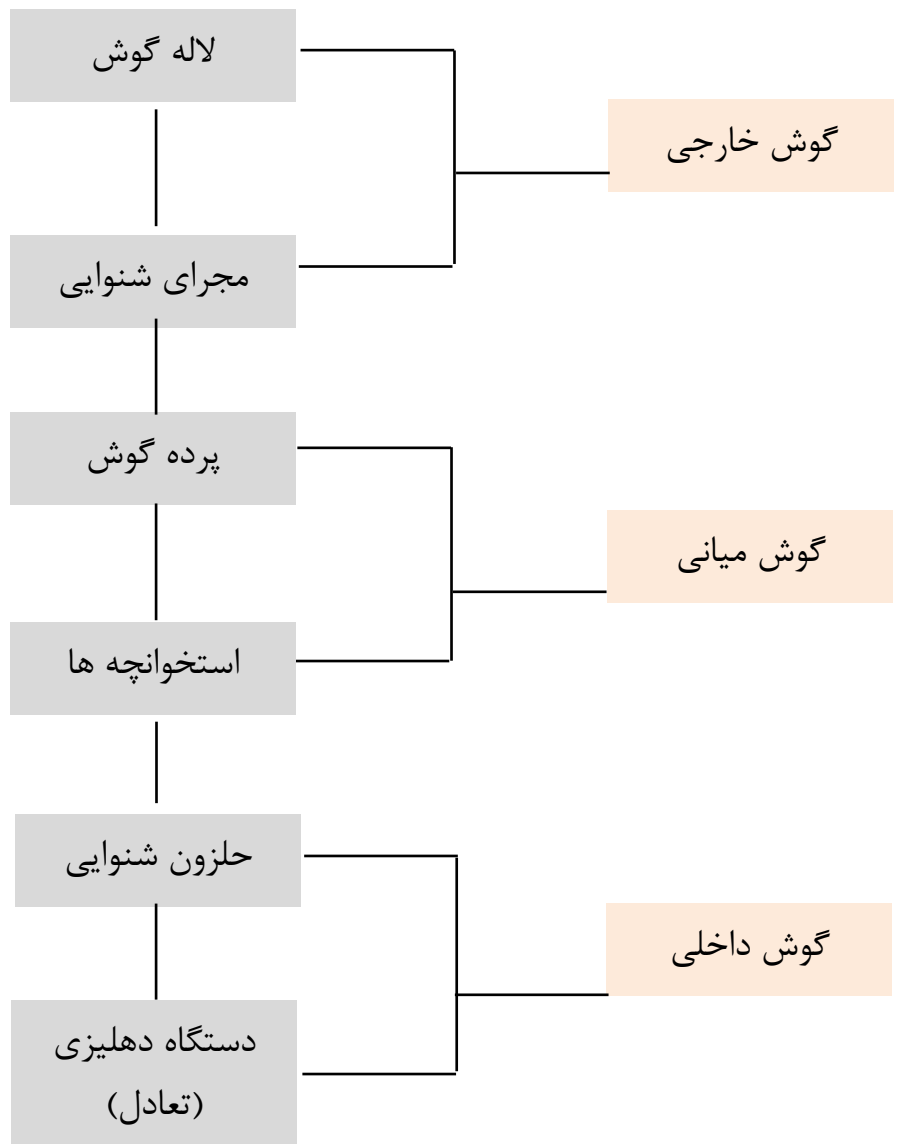 لاله گوش
گوش خارجی
مجرای شنوایی
پرده گوش
گوش میانی
استخوانچه ها
حلزون شنوایی
گوش داخلی
دستگاه دهلیزی
(تعادل)